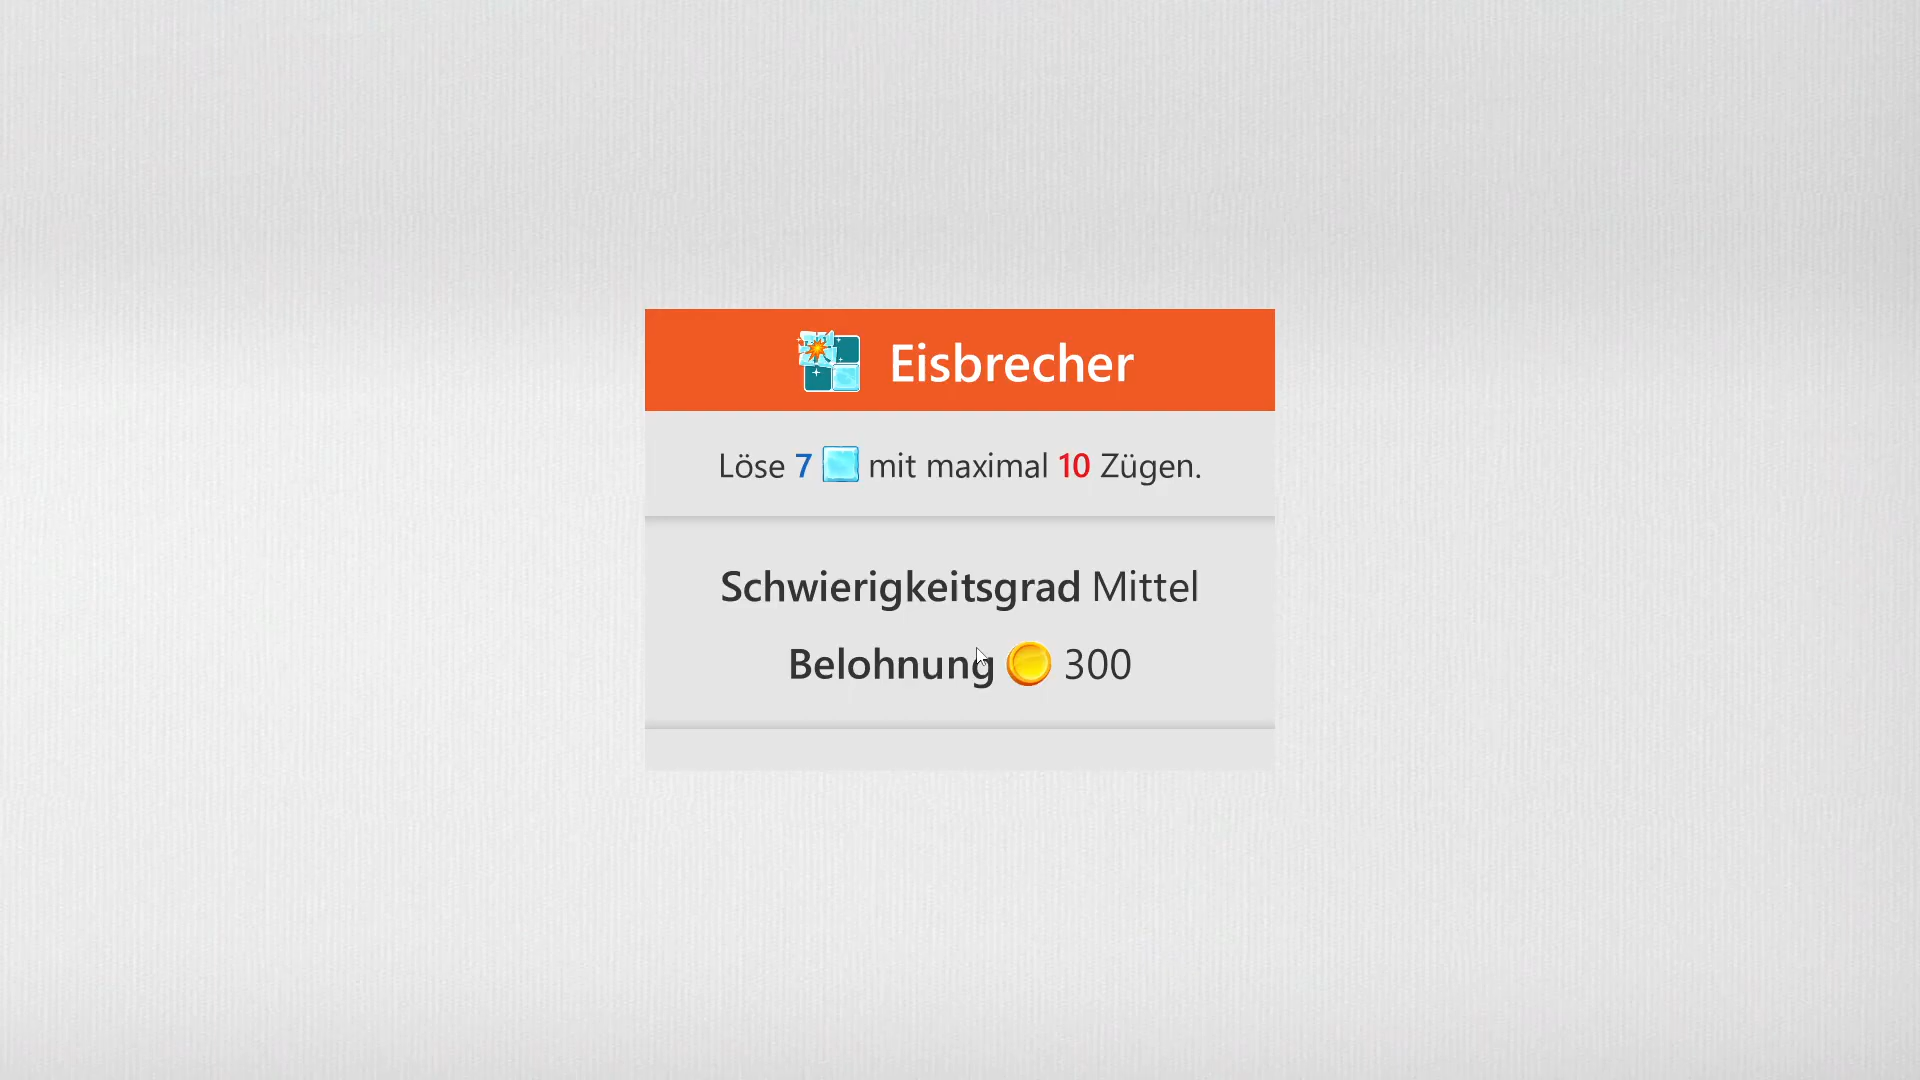 Eisbrecher
Löse 7 mit maximal 10 Zügen.
Schwierigkeitsgrad Mittel
Belohnung 300